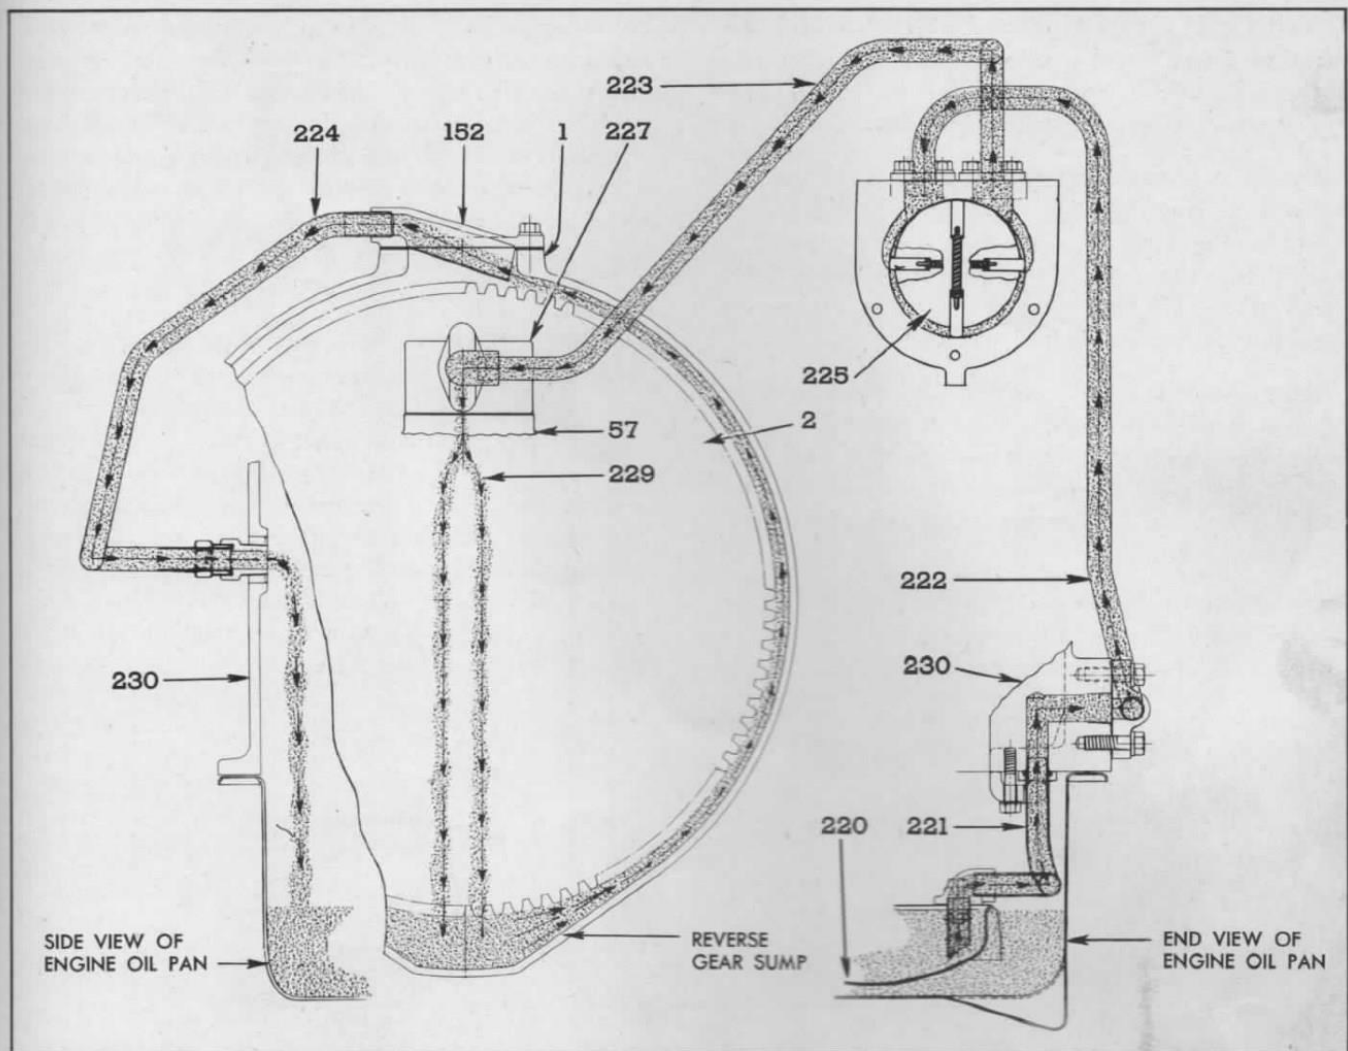 223
224
152
1
227
225
2
57
229
222
230
230
220
221
SIDE VIEW OF
ENGINE OIL PAN
REVERSE
GEAR SUMP
END VIEW OF
ENGINE OIL PAN